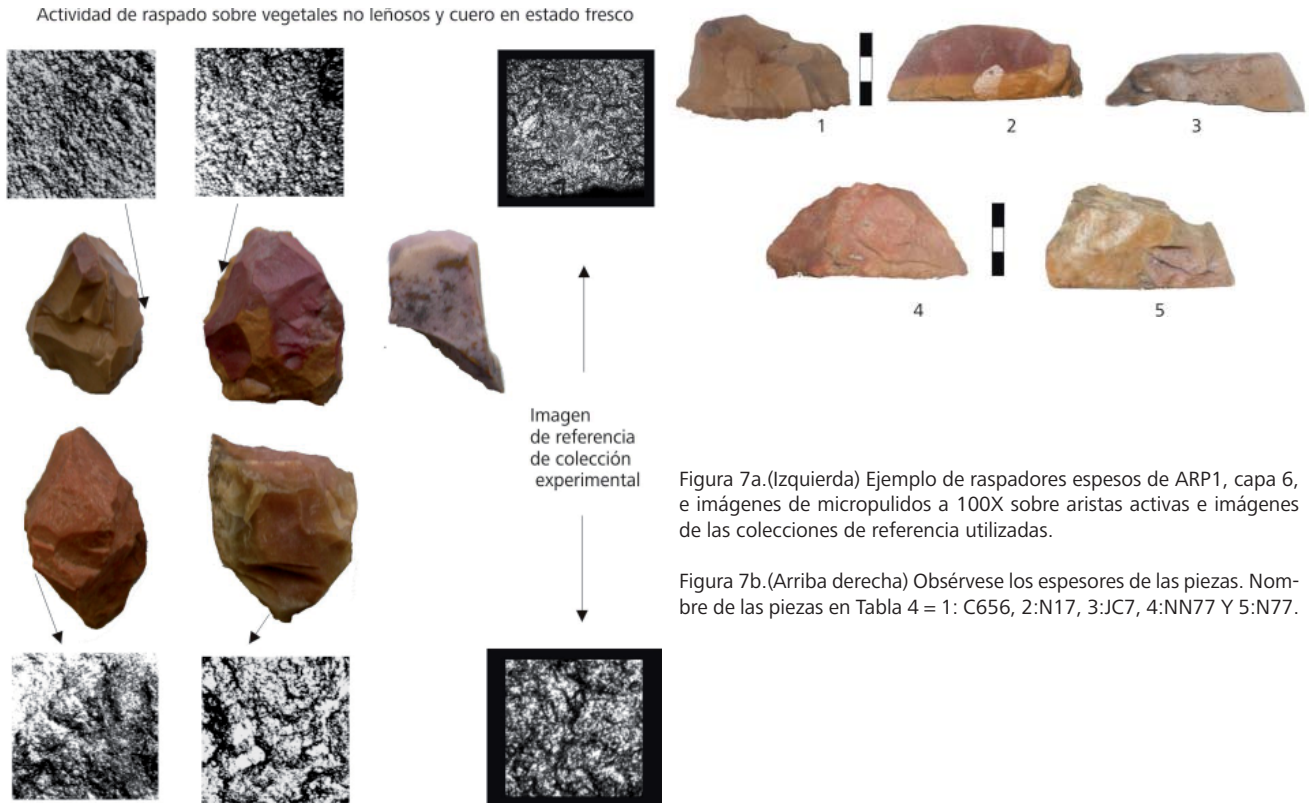 Actividad de raspado sobre vegetales no leñosos y cuero en estado fresco
1
2
3
4
5
Imagen
de referencia
de colección
experimental
Figura 7a.(Izquierda) Ejemplo de raspadores espesos de ARP1, capa 6,
e imágenes de micropulidos a 100X sobre aristas activas e imágenes
de las colecciones de referencia utilizadas.
Figura 7b.(Arriba derecha) Obsérvese los espesores de las piezas. Nom-
bre de las piezas en Tabla 4 = 1: C656, 2:N17, 3:JC7, 4:NN77 Y 5:N77.